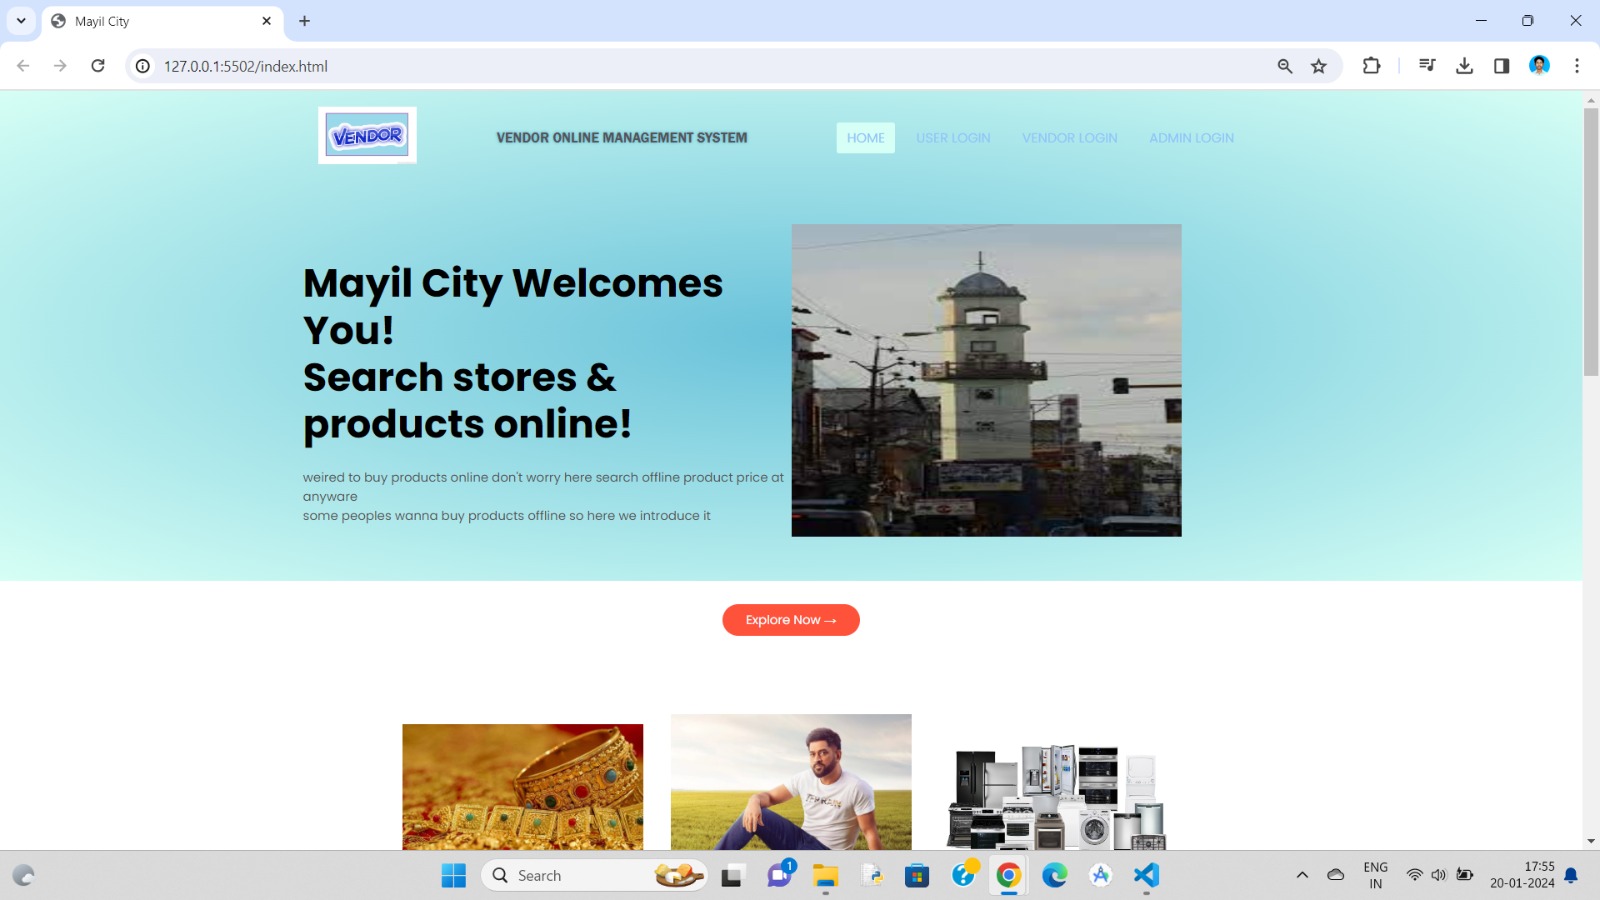 Mayil City
127.0.0.1:5502/index.html
VENDOR
VENDOR ONLINE MANAGEMENT SYSTEM
HOME
USER LOGIN
VENDOR LOGIN
ADMIN LOGIN
Mayil City Welcomes
You!
Search stores &
products online!
weired to buy products online don't worry here search offline product price at
anyware
some peoples wanna buy products offline so here we introduce it
Explore Now →
Search
1
ENG
IN
17:55
20-01-2024